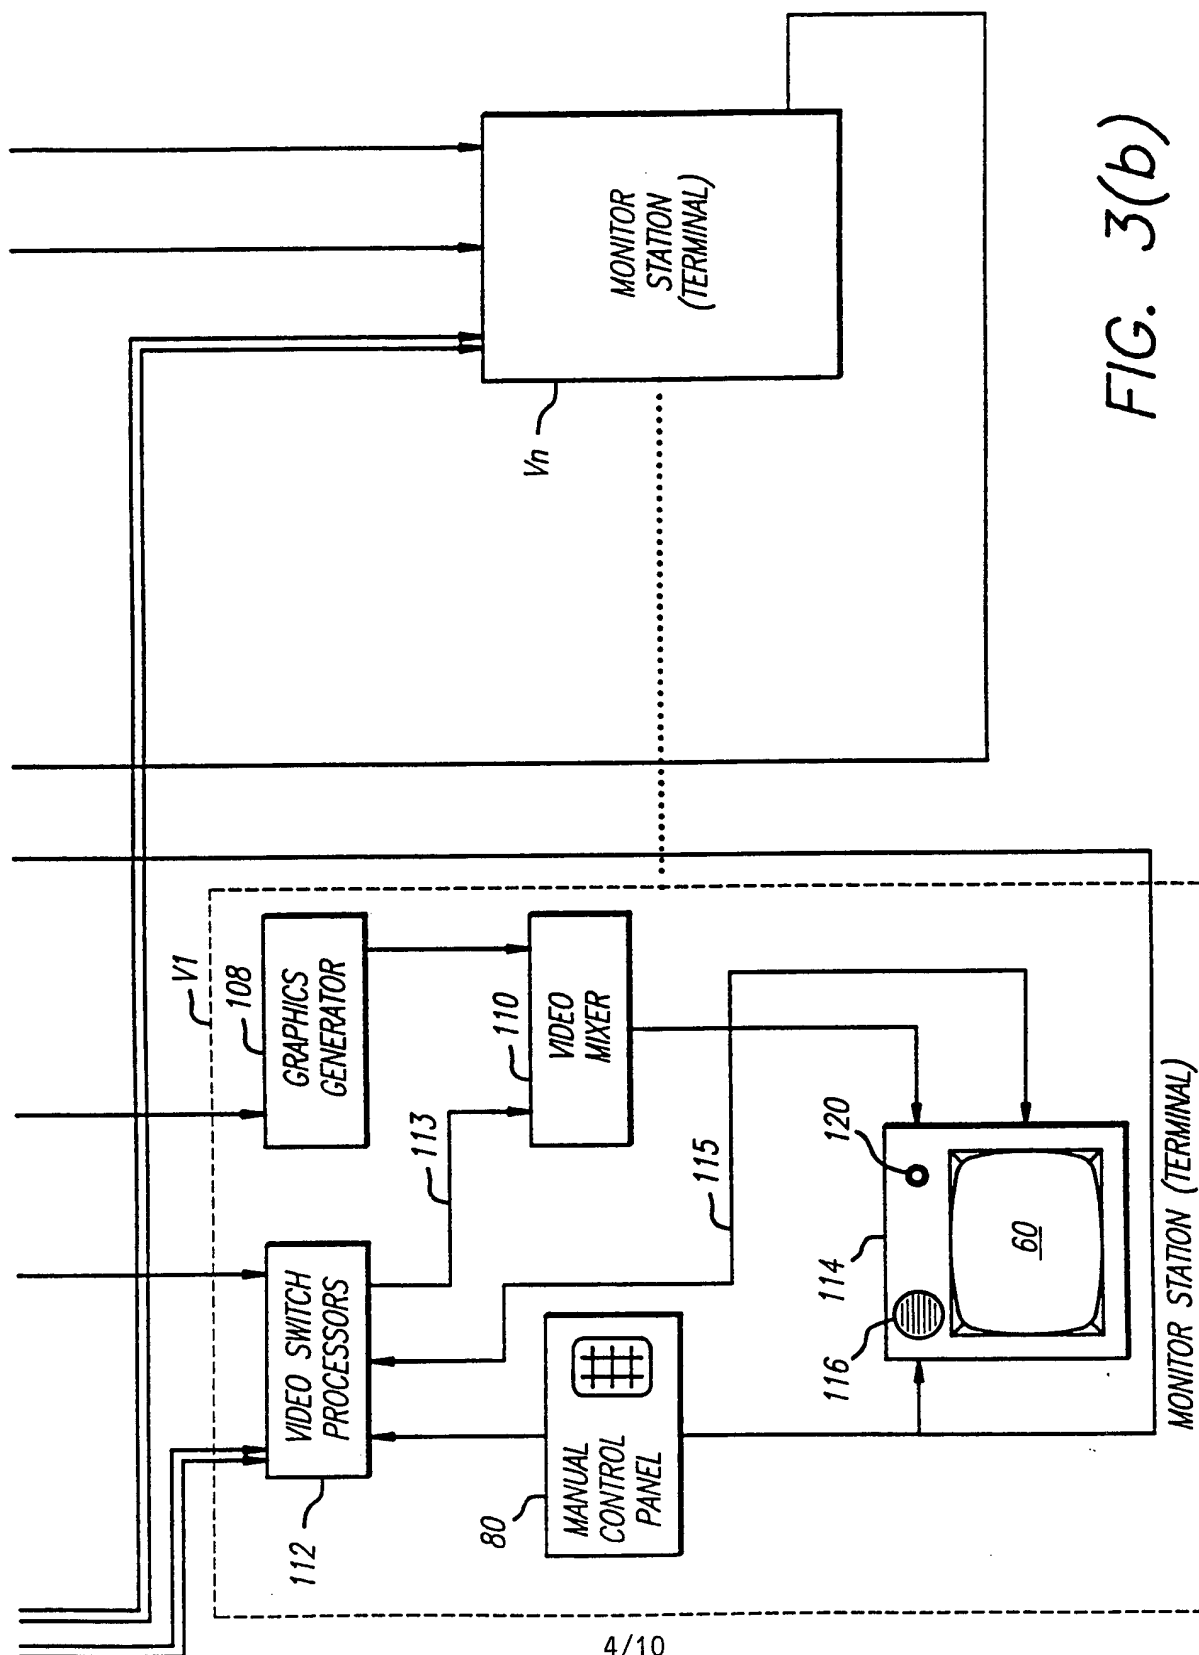 V1
108
GRAPHICS
GENERATOR
110
VIDEO
MIXER
112
VIDEO SWITCH
PROCESSORS
113
115
80
MANUAL
CONTROL
PANEL
114
116
120
60
MONITOR STATION (TERMINAL)
Vn
MONITOR
STATION
(TERMINAL)
FIG. 3(b)
4/10